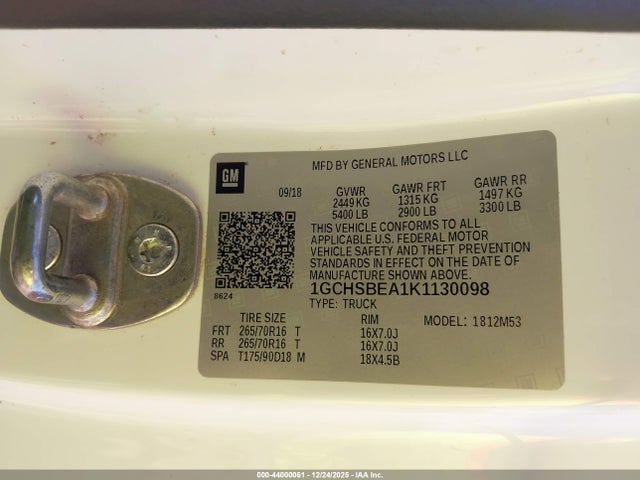 GM
MFD BY GENERAL MOTORS LLC
09/18 GVWR GAWR FRT GAWR RR
2449 KG 1315 KG 1497 KG
5400 LB 2900 LB 3300 LB
THIS VEHICLE CONFORMS TO ALL
APPLICABLE U.S. FEDERAL MOTOR
VEHICLE SAFETY AND THEFT PREVENTION
STANDARDS IN EFFECT ON THE DATE OF
MANUFACTURE SHOWN ABOVE.
8624 1GCHSBEA1K1130098
TYPE: TRUCK
TIRE SIZE RIM MODEL: 1812M53
FRT 265/70R16 T 16X7.0J
RR 265/70R16 T 16X7.0J
SPA T175/90D18 M 18X4.5B
000-44000061 - 12/24/2025 - IAA Inc.